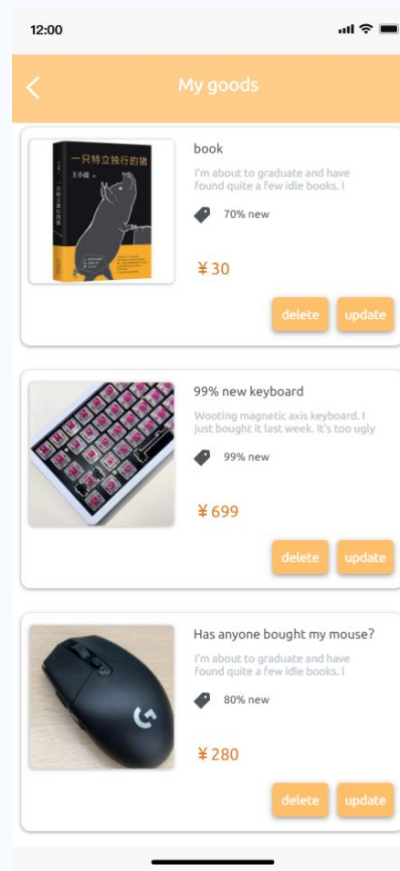 12:00
My goods
一只特立独行的猪
王小波
book
I'm about to graduate and have
found quite a few idle books. I
70% new
¥ 30
delete
update
99% new keyboard
Wooting magnetic axis keyboard. I
just bought it last week. It's too ugly
99% new
¥ 699
delete
update
Has anyone bought my mouse?
I'm about to graduate and have
found quite a few idle books. I
80% new
¥ 280
delete
update